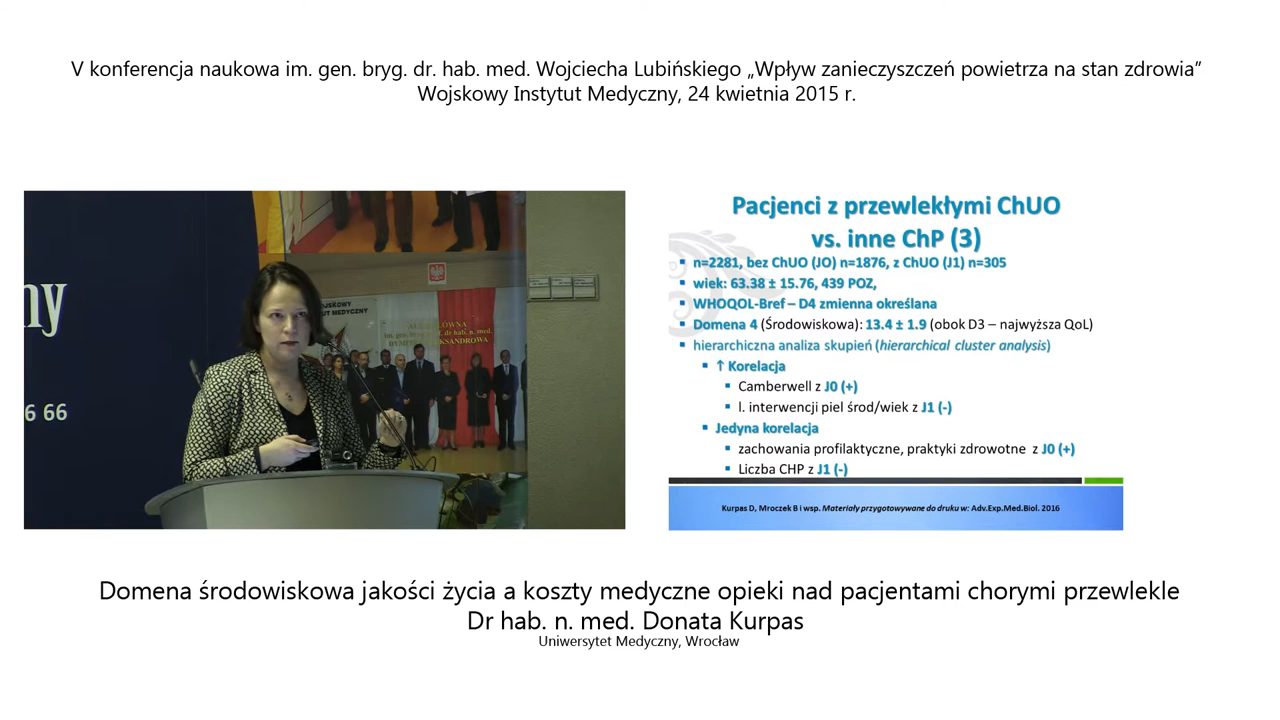 V konferencja naukowa im. gen. bryg. dr. hab. med. Wojciecha Lubińskiego „Wpływ zanieczyszczeń powietrza na stan zdrowia”
Wojskowy Instytut Medyczny, 24 kwietnia 2015 r.
ny
6 66
Pacjenci z przewlekłymi ChUO
vs. inne ChP (3)
n=2281, bez ChUO (JO) n=1876, z ChUO (J1) n=305
wiek: 63.38 ± 15.76, 439 POZ,
WHOQOL-Bref – D4 zmienna określana
Domena 4 (Środowiskowa): 13.4 ± 1.9 (obok D3 – najwyższa QoL)
hierarchiczna analiza skupień (hierarchical cluster analysis)
↑ Korelacja
Camberwell z J0 (+)
l. interwencji piel środ/wiek z J1 (-)
Jedyna korelacja
zachowania profilaktyczne, praktyki zdrowotne z J0 (+)
Liczba CHP z J1 (-)
Kurpas D, Mroczek B i wsp. Materiały przygotowywane do druku w: Adv.Exp.Med.Biol. 2016
Domena środowiskowa jakości życia a koszty medyczne opieki nad pacjentami chorymi przewlekle
Dr hab. n. med. Donata Kurpas
Uniwersytet Medyczny, Wrocław